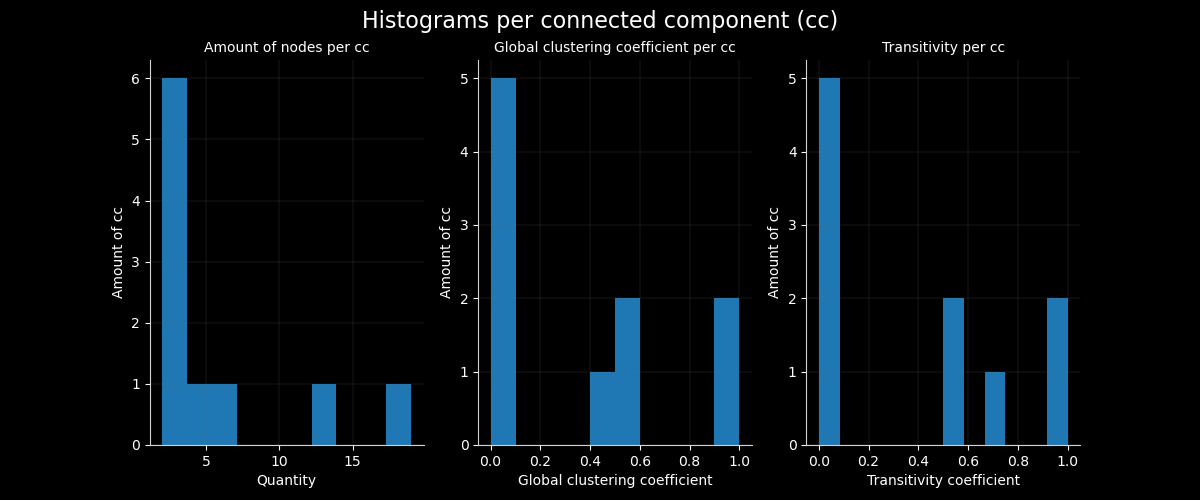 Histograms per connected component (cc)
Amount of nodes per cc
Amount of cc
6
5
4
3
2
1
0
5 10 15
Quantity
Global clustering coefficient per cc
Amount of cc
5
4
3
2
1
0
0.0 0.2 0.4 0.6 0.8 1.0
Global clustering coefficient
Transitivity per cc
Amount of cc
5
4
3
2
1
0
0.0 0.2 0.4 0.6 0.8 1.0
Transitivity coefficient